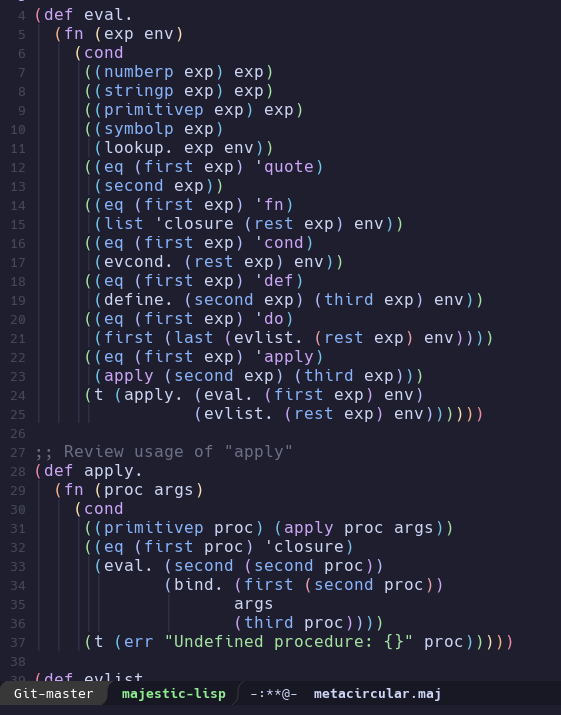 4 (def eval.
5 (fn (exp env)
6 (cond
7 ((numberp exp) exp)
8 ((stringp exp) exp)
9 ((primitivep exp) exp)
10 ((symbolp exp)
11 (lookup. exp env))
12 ((eq (first exp) 'quote)
13 (second exp))
14 ((eq (first exp) 'fn)
15 (list 'closure (rest exp) env))
16 ((eq (first exp) 'cond)
17 (evcond. (rest exp) env))
18 ((eq (first exp) 'def)
19 (define. (second exp) (third exp) env))
20 ((eq (first exp) 'do)
21 (first (last (evlist. (rest exp) env))))
22 ((eq (first exp) 'apply)
23 (apply (second exp) (third exp)))
24 (t (apply. (eval. (first exp) env)
25 (evlist. (rest exp) env))))))
26
27 ;; Review usage of "apply"
28 (def apply.
29 (fn (proc args)
30 (cond
31 ((primitivep proc) (apply proc args))
32 ((eq (first proc) 'closure)
33 (eval. (second (second proc))
34 (bind. (first (second proc))
35 args
36 (third proc))))
37 (t (err "Undefined procedure: {}" proc)))))
38
39 (def evlist
Git-master majestic-lisp -:**@- metacircular.maj